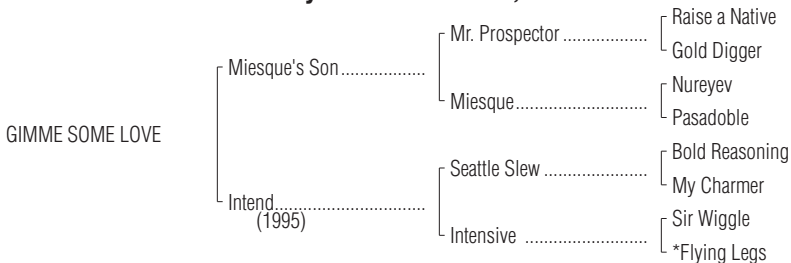 Raise a Native
Mr. Prospector ..................
Gold Digger
Miesque's Son..................
Nureyev
Miesque............................
Pasadoble
GIMME SOME LOVE
Bold Reasoning
Seattle Slew ......................
My Charmer
Intend................................
(1995)
Sir Wiggle
Intensive ..........................
*Flying Legs